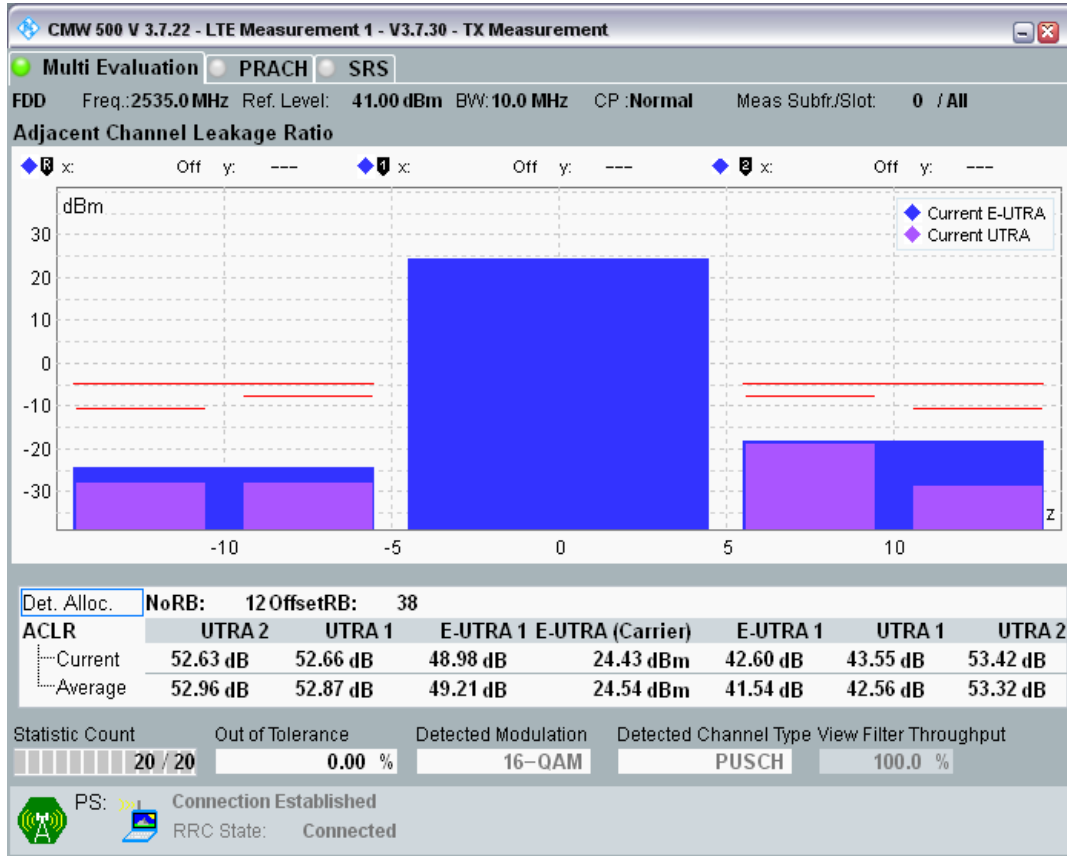 CMW 500 V 3.7.22 - LTE Measurement 1 - V3.7.30 - TX Measurement
Multi Evaluation PRACH SRS
FDD Freq.:2535.0 MHz Ref. Level: 41.00 dBm BW:10.0 MHz CP :Normal Meas Subfr./Slot: 0 / All
Adjacent Channel Leakage Ratio
R x: Off y: --- 1 x: Off y: --- 2 x: Off y: ---
dBm
Current E-UTRA
Current UTRA
30
20
10
0
-10
-20
-30
z
-10 -5 0 5 10
Det. Alloc. NoRB: 12 OffsetRB: 38
ACLR UTRA 2 UTRA 1 E-UTRA 1 E-UTRA (Carrier) E-UTRA 1 UTRA 1 UTRA 2
Current 52.63 dB 52.66 dB 48.98 dB 24.43 dBm 42.60 dB 43.55 dB 53.42 dB
Average 52.96 dB 52.87 dB 49.21 dB 24.54 dBm 41.54 dB 42.56 dB 53.32 dB
Statistic Count Out of Tolerance Detected Modulation Detected Channel Type View Filter Throughput
20 / 20 0.00 % 16-QAM PUSCH 100.0 %
PS: Connection Established
RRC State: Connected